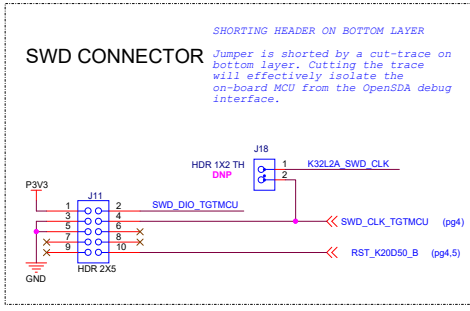 SHORTING HEADER ON BOTTOM LAYER
SWD CONNECTOR
Jumper is shorted by a cut-trace on
bottom layer. Cutting the trace
will effectively isolate the
on-board MCU from the OpenSDA debug
interface.
J18
HDR 1X2 TH
DNP
1
K32L2A_SWD_CLK
2
P3V3
J11
1
2
SWD_DIO_TGTMCU
3
4
SWD_CLK_TGTMCU (pg4)
5
6
7
8
9
10
RST_K20D50_B (pg4,5)
HDR 2X5
GND